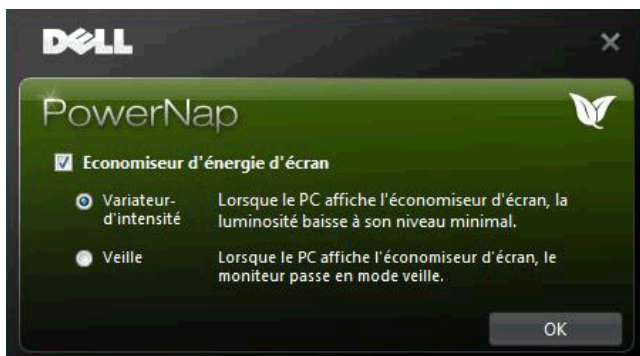 DELL
PowerNap
Economiseur d'énergie d'écran
Variateur-
d'intensité
Lorsque le PC affiche l'économiseur d'écran, la
luminosité baisse à son niveau minimal.
Veille
Lorsque le PC affiche l'économiseur d'écran, le
moniteur passe en mode veille.
OK